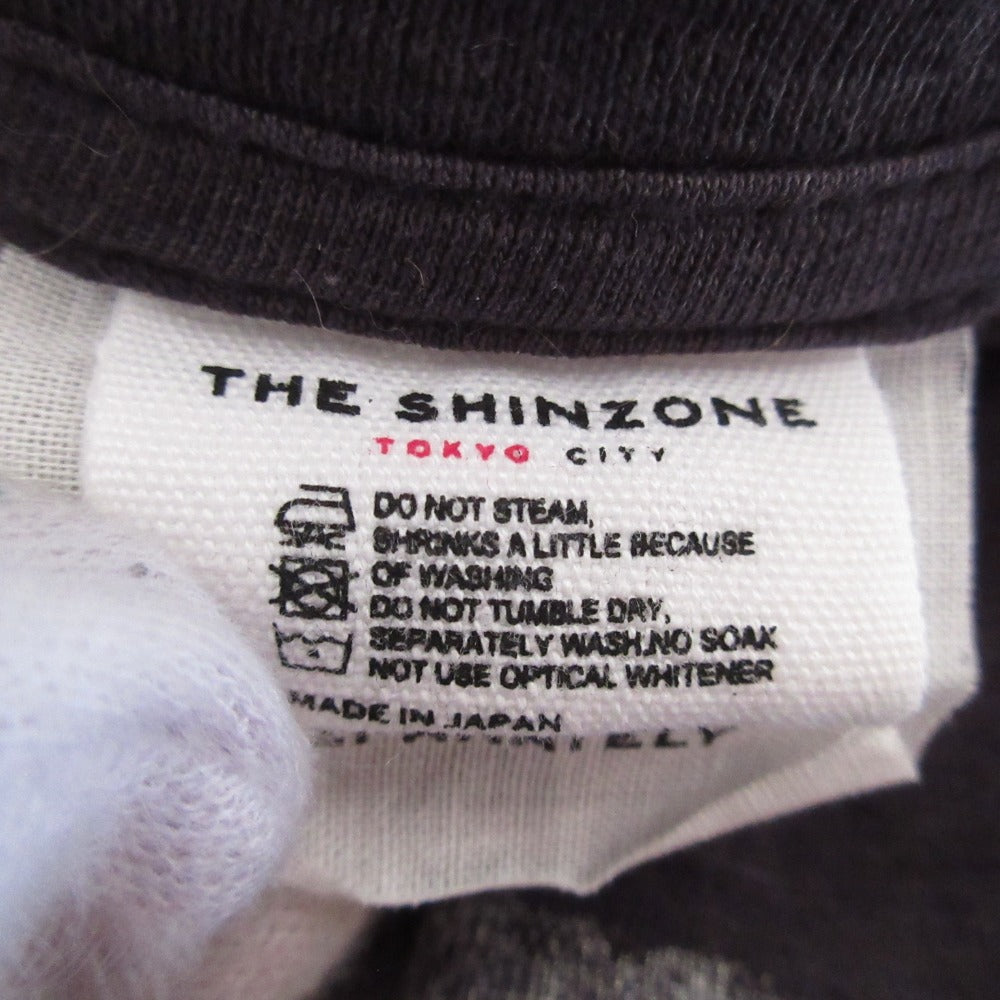 THE SHINZONE
TOKYO CITY
DO NOT STEAM,
SHRINKS A LITTLE BECAUSE
OF WASHING
DO NOT TUMBLE DRY,
SEPARATELY WASH.NO SOAK
NOT USE OPTICAL WHITENER
MADE IN JAPAN